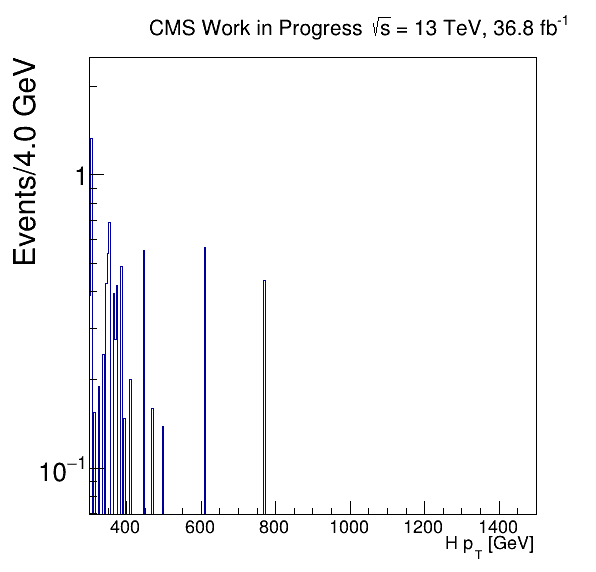 CMS Work in Progress √s = 13 TeV, 36.8 fb⁻¹
Events/4.0 GeV
1
10⁻¹
400 600 800 1000 1200 1400
H p_T [GeV]